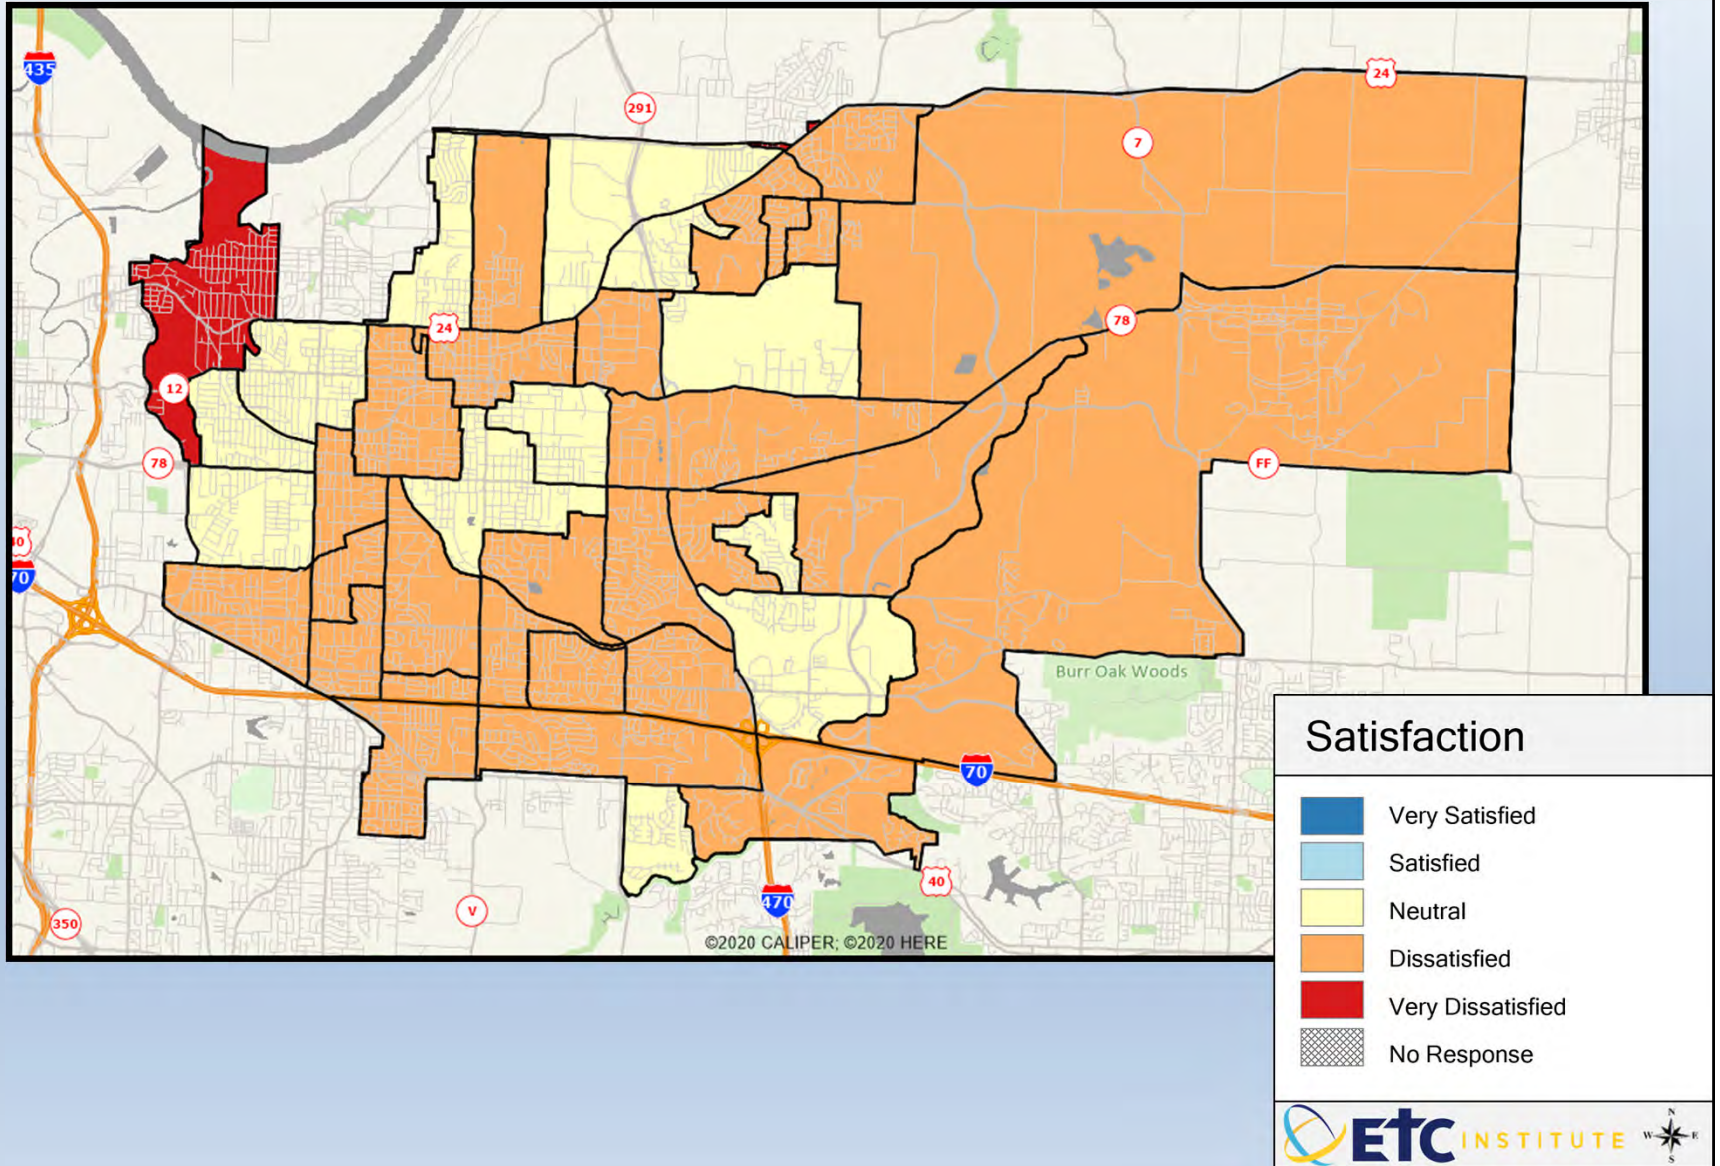 435
291
24
7
24
78
12
78
FF
40
70
Burr Oak Woods
70
40
470
V
350
©2020 CALIPER; ©2020 HERE
Satisfaction
Very Satisfied
Satisfied
Neutral
Dissatisfied
Very Dissatisfied
No Response
ETC INSTITUTE
N
W E
S